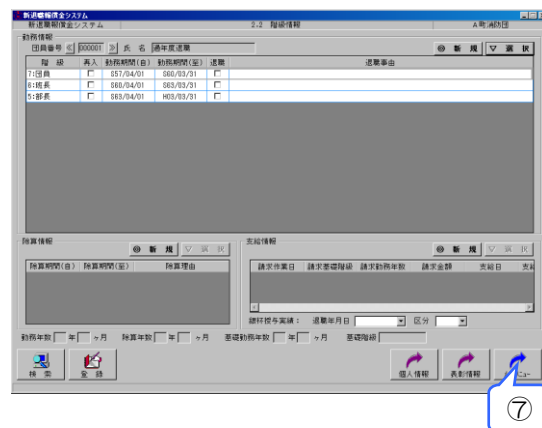 新退職報償金システム
新退職報償金システム 2.2 階級情報 A町消防団
勤務情報
団員番号 ≪ 000001 ≫ 氏 名 過年度退職 ◎ 新 規 ▽ 選 択
階 級 再入 勤務期間(自) 勤務期間(至) 退職 退職事由
7:団員 S57/04/01 S60/03/31
6:班長 S60/04/01 S63/03/31
5:部長 S63/04/01 H03/03/31
除算情報 ◎ 新 規 ▽ 選 択
除算期間(自) 除算期間(至) 除算理由
支給情報 ◎ 新 規 ▽ 選 択
請求作業日 請求基礎階級 請求勤務年数 請求金額 支給日 支給
銀杯授与実績： 退職年月日 区分
勤務年数 年 ヶ月 除算年数 年 ヶ月 基礎勤務年数 年 ヶ月 基礎階級
検 索 登 録 個人情報 表彰情報 ニュー
⑦